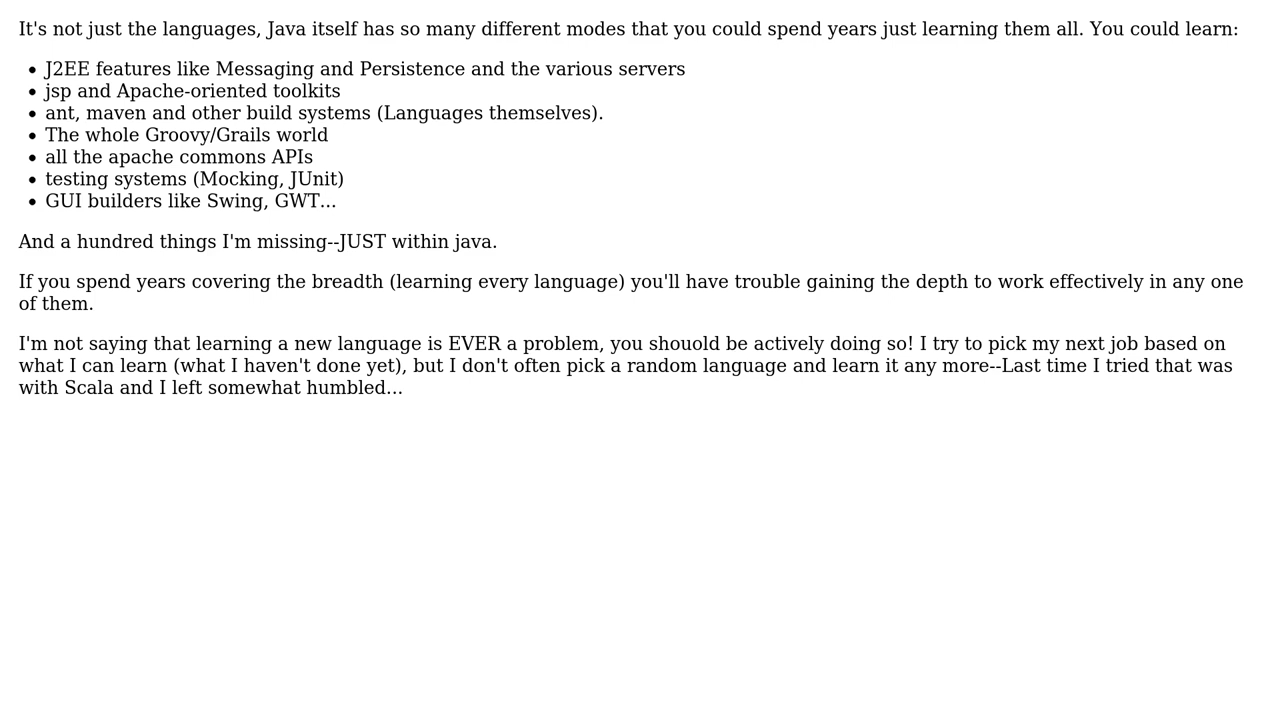 It's not just the languages, Java itself has so many different modes that you could spend years just learning them all. You could learn:
• J2EE features like Messaging and Persistence and the various servers
• jsp and Apache-oriented toolkits
• ant, maven and other build systems (Languages themselves).
• The whole Groovy/Grails world
• all the apache commons APIs
• testing systems (Mocking, JUnit)
• GUI builders like Swing, GWT...
And a hundred things I'm missing--JUST within java.
If you spend years covering the breadth (learning every language) you'll have trouble gaining the depth to work effectively in any one
of them.
I'm not saying that learning a new language is EVER a problem, you shouold be actively doing so! I try to pick my next job based on
what I can learn (what I haven't done yet), but I don't often pick a random language and learn it any more--Last time I tried that was
with Scala and I left somewhat humbled...